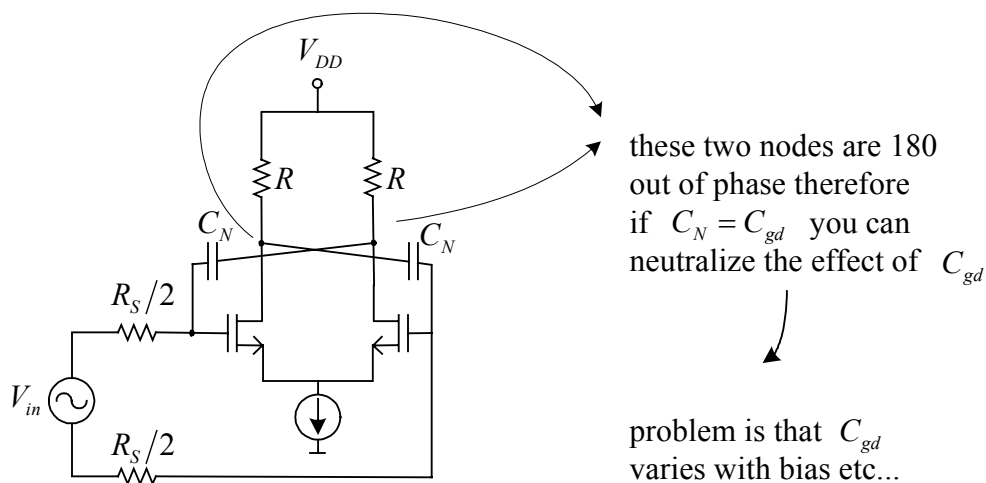 V_DD
R R
C_N C_N
R_S/2
V_in
R_S/2
these two nodes are 180
out of phase therefore
if C_N = C_gd you can
neutralize the effect of C_gd
problem is that C_gd
varies with bias etc...